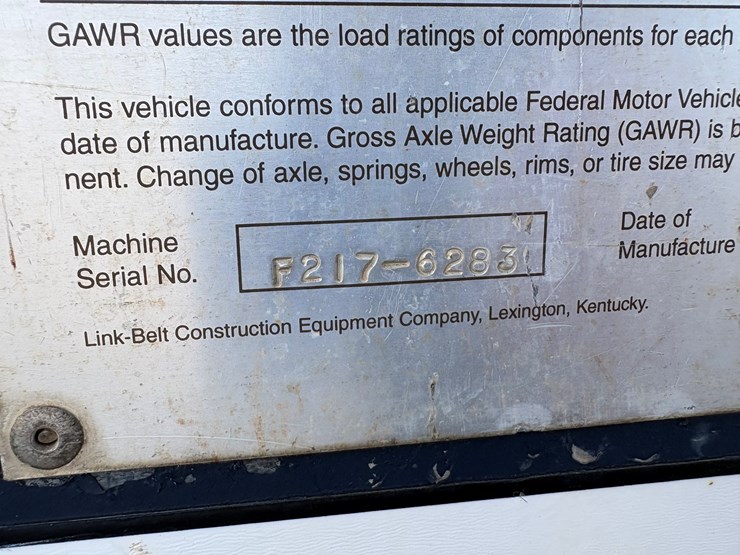 GAWR values are the load ratings of components for each
This vehicle conforms to all applicable Federal Motor
date of manufacture. Gross Axle Weight Rating (GAWR) is
nent. Change of axle, springs, wheels, rims, or tire size may
Machine
Serial No.
F217-6283
Date of
Manufacture
Link-Belt Construction Equipment Company, Lexington, Kentucky.